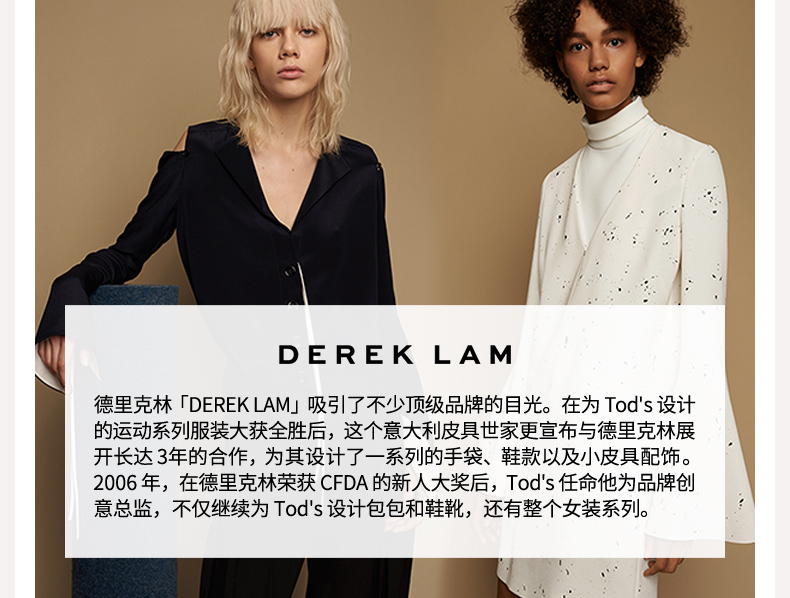 DEREK LAM
德里克林「DEREK LAM」吸引了不少顶级品牌的目光。在为 Tod's 设计
的运动系列服装大获全胜后，这个意大利皮具世家更宣布与德里克林展
开长达 3年的合作，为其设计了一系列的手袋、鞋款以及小皮具配饰。
2006 年，在德里克林荣获 CFDA 的新人大奖后，Tod's 任命他为品牌创
意总监，不仅继续为 Tod's 设计包包和鞋靴，还有整个女装系列。